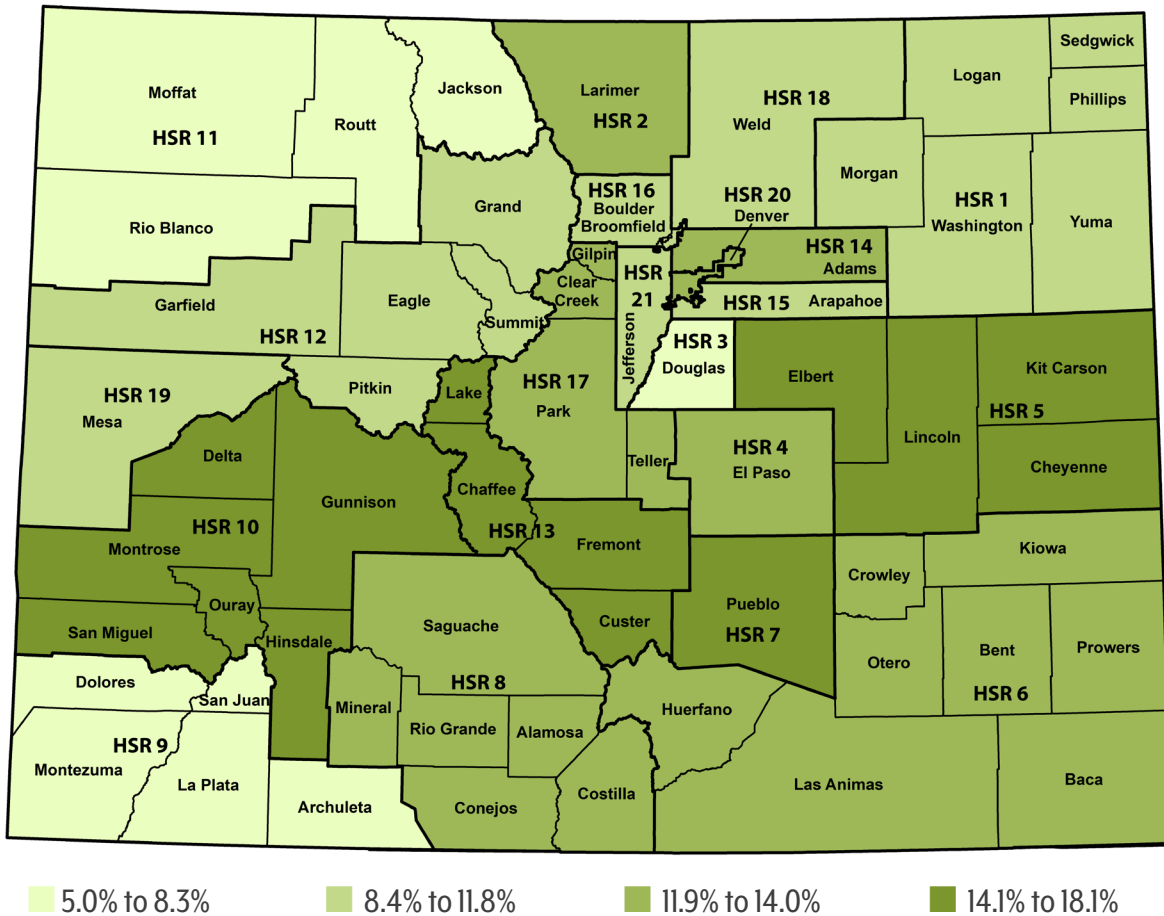 Moffat
HSR 11
Routt
Jackson
Larimer
HSR 2
HSR 18
Weld
Logan
Sedgwick
Phillips
Rio Blanco
Grand
HSR 16
Boulder
Broomfield
HSR 20
Denver
Morgan
HSR 1
Washington
Yuma
Garfield
HSR 12
Eagle
Summit
Gilpin
Clear
Creek
HSR
21
Jefferson
HSR 14
Adams
HSR 15
Arapahoe
HSR 19
Mesa
Pitkin
Lake
HSR 17
Park
HSR 3
Douglas
Elbert
Kit Carson
HSR 5
Lincoln
Cheyenne
Delta
Gunnison
Chaffee
Teller
HSR 4
El Paso
HSR 10
Montrose
HSR 13
Fremont
Crowley
Kiowa
Ouray
San Miguel
Hinsdale
Saguache
HSR 8
Custer
Pueblo
HSR 7
Otero
Bent
HSR 6
Prowers
Dolores
San Juan
Mineral
Rio Grande
Alamosa
Huerfano
HSR 9
Montezuma
La Plata
Archuleta
Conejos
Costilla
Las Animas
Baca
5.0% to 8.3%
8.4% to 11.8%
11.9% to 14.0%
14.1% to 18.1%